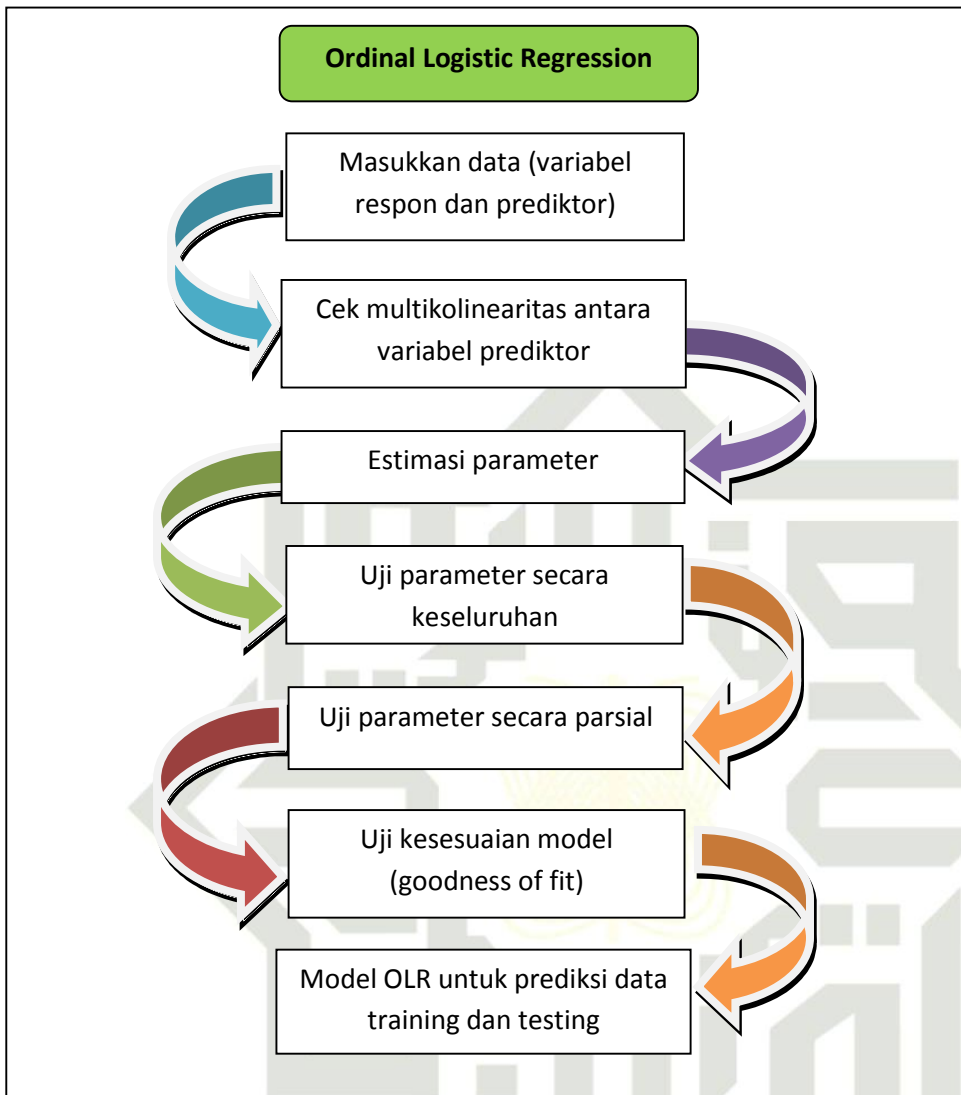 Ordinal Logistic Regression
Masukkan data (variabel
respon dan prediktor)
Cek multikolinearitas antara
variabel prediktor
Estimasi parameter
Uji parameter secara
keseluruhan
Uji parameter secara parsial
Uji kesesuaian model
(goodness of fit)
Model OLR untuk prediksi data
training dan testing